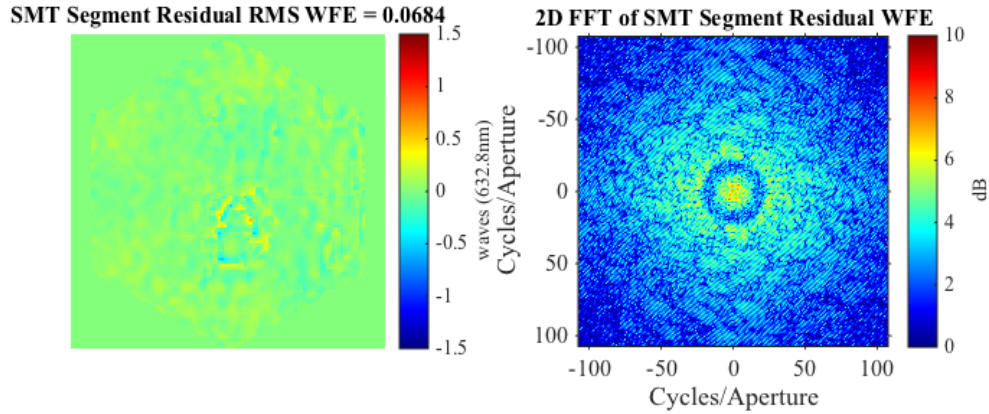 SMT Segment Residual RMS WFE = 0.0684
1.5
1
0.5
0
-0.5
-1
-1.5
waves (632.8nm)
2D FFT of SMT Segment Residual WFE
-100
-50
0
50
100
Cycles/Aperture
-100 -50 0 50 100
Cycles/Aperture
10
8
6
4
2
0
dB